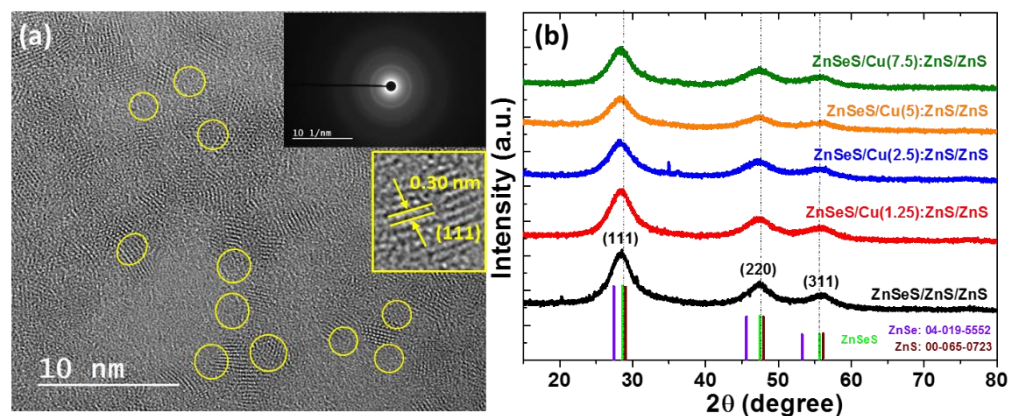 (a)
10 1/nm
0.30 nm
(111)
10 nm
(b)
Intensity (a.u.)
ZnSeS/Cu(7.5):ZnS/ZnS
ZnSeS/Cu(5):ZnS/ZnS
ZnSeS/Cu(2.5):ZnS/ZnS
ZnSeS/Cu(1.25):ZnS/ZnS
(111)
(220)
(311)
ZnSeS/ZnS/ZnS
ZnSeS
ZnSe: 04-019-5552
ZnS: 00-065-0723
20 30 40 50 60 70 80
2θ (degree)